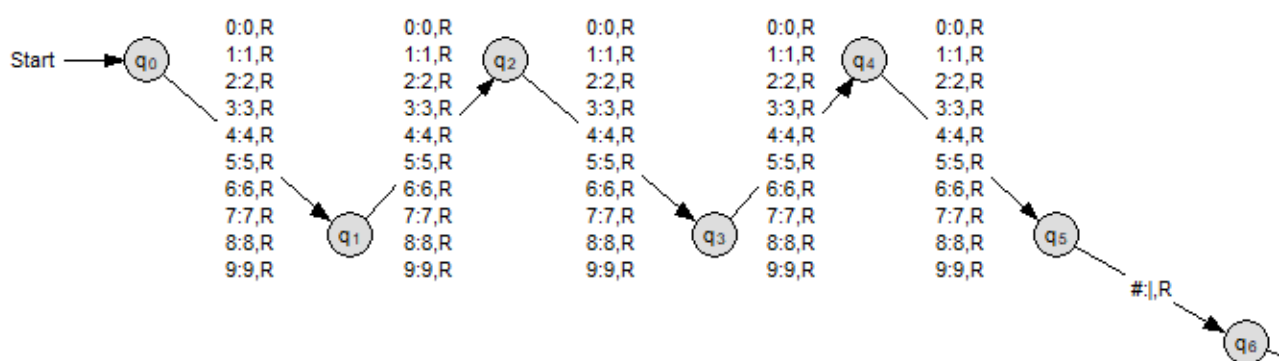 0:0,R 0:0,R 0:0,R 0:0,R 0:0,R
Start q0 1:1,R 1:1,R q2 1:1,R 1:1,R q4 1:1,R
2:2,R 2:2,R 2:2,R 2:2,R 2:2,R
3:3,R 3:3,R 3:3,R 3:3,R 3:3,R
4:4,R 4:4,R 4:4,R 4:4,R 4:4,R
5:5,R 5:5,R 5:5,R 5:5,R 5:5,R
6:6,R 6:6,R 6:6,R 6:6,R 6:6,R
7:7,R 7:7,R 7:7,R 7:7,R 7:7,R
q1 q3 q5
8:8,R 8:8,R 8:8,R 8:8,R 8:8,R
9:9,R 9:9,R 9:9,R 9:9,R 9:9,R
#:|,R
q6